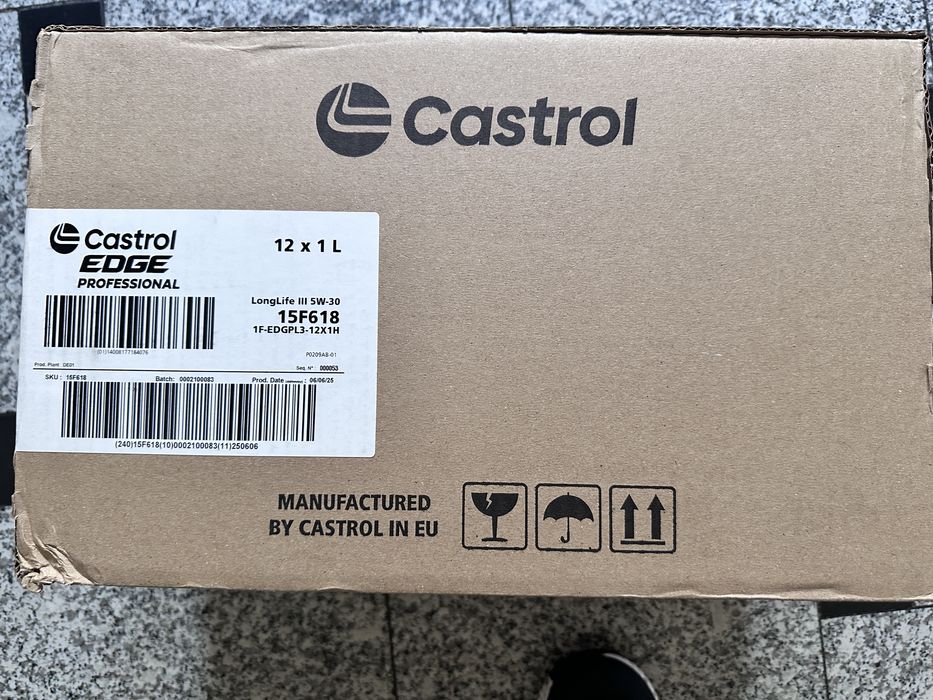 Castrol
Castrol
EDGE
PROFESSIONAL
12 x 1 L
LongLife III 5W-30
15F618
1F-EDGPL3-12X1H
(01)14008177184076
P0209AB-01
Prod. Plant : DE01
Seq. N° : 000053
SKU : 15F618
Batch: 0002100083
Prod. Date : 06/06/25
(240)15F618(10)0002100083(11)250606
MANUFACTURED
BY CASTROL IN EU